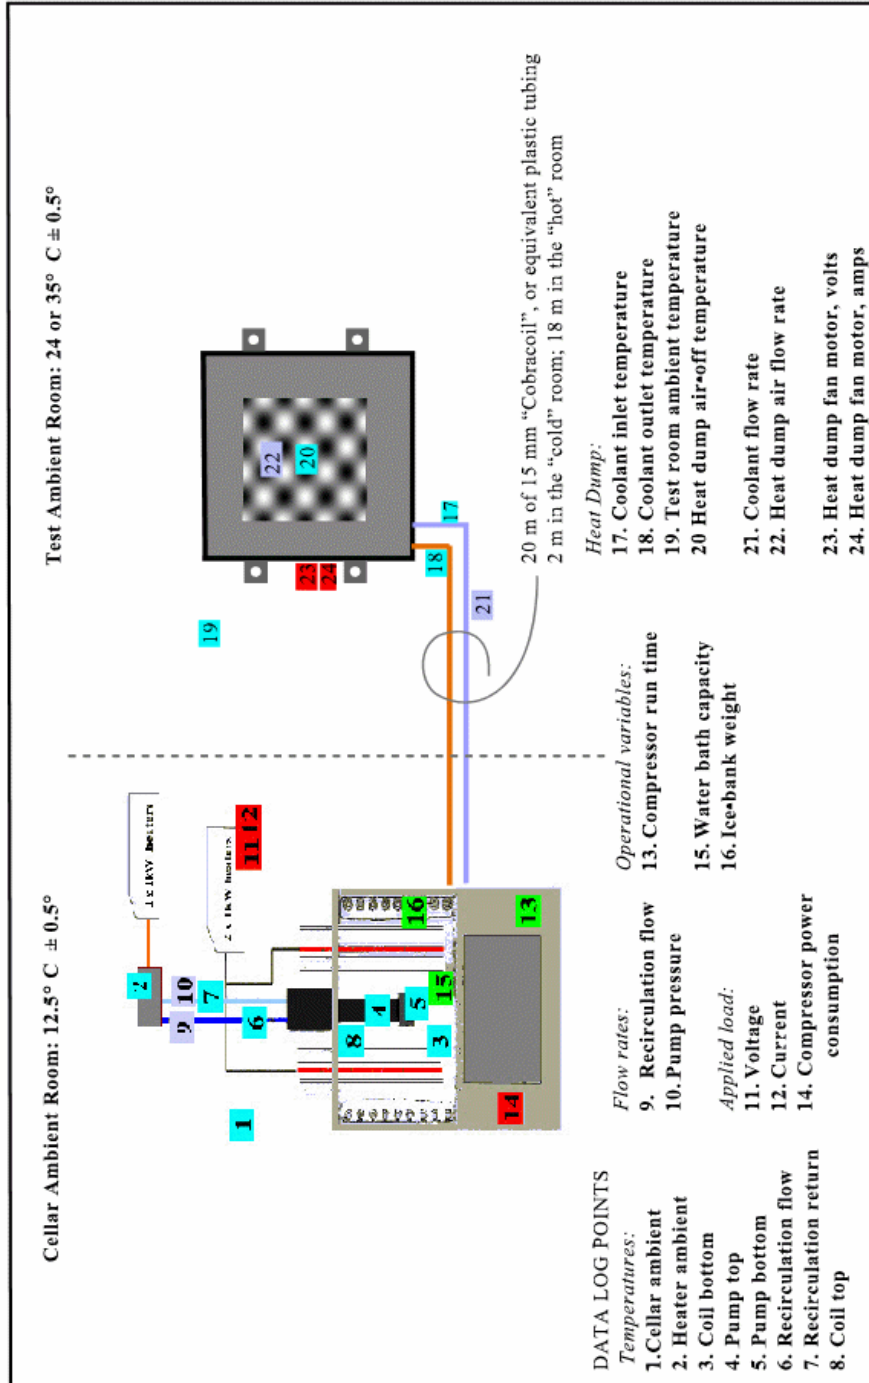 Cellar Ambient Room: 12.5° C ± 0.5°
Test Ambient Room: 24 or 35° C ± 0.5°
1 x 1kW heaters
2 x 1kW heaters
11 12
2
9
10
6
7
1
8
4
3
5
15
16
14
13
19
22
20
23
24
18
17
21
20 m of 15 mm “Cobracoil”, or equivalent plastic tubing
2 m in the “cold” room; 18 m in the “hot” room
DATA LOG POINTS
Temperatures:
1.Cellar ambient
2. Heater ambient
3. Coil bottom
4. Pump top
5. Pump bottom
6. Recirculation flow
7. Recirculation return
8. Coil top
Flow rates:
9. Recirculation flow
10. Pump pressure
Applied load:
11. Voltage
12. Current
14. Compressor power
consumption
Operational variables:
13. Compressor run time
15. Water bath capacity
16. Ice•bank weight
Heat Dump:
17. Coolant inlet temperature
18. Coolant outlet temperature
19. Test room ambient temperature
20 Heat dump air•off temperature
21. Coolant flow rate
22. Heat dump air flow rate
23. Heat dump fan motor, volts
24. Heat dump fan motor, amps